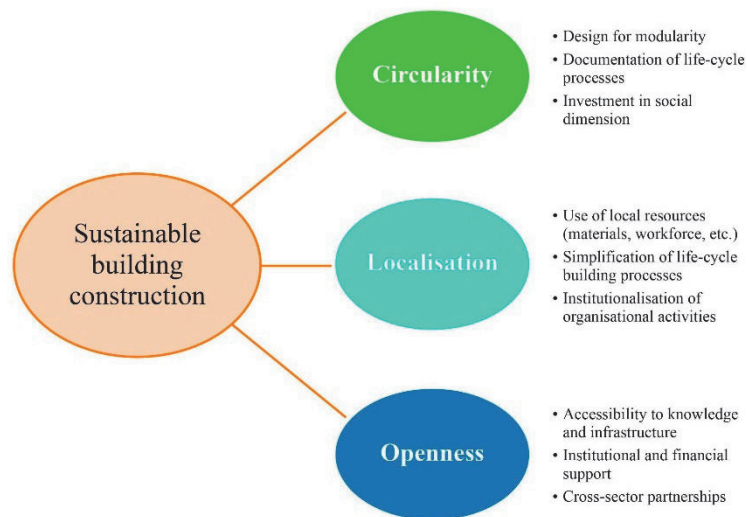 Sustainable
building
construction
Circularity
• Design for modularity
• Documentation of life-cycle
processes
• Investment in social
dimension
Localisation
• Use of local resources
(materials, workforce, etc.)
• Simplification of life-cycle
building processes
• Institutionalisation of
organisational activities
Openness
• Accessibility to knowledge
and infrastructure
• Institutional and financial
support
• Cross-sector partnerships